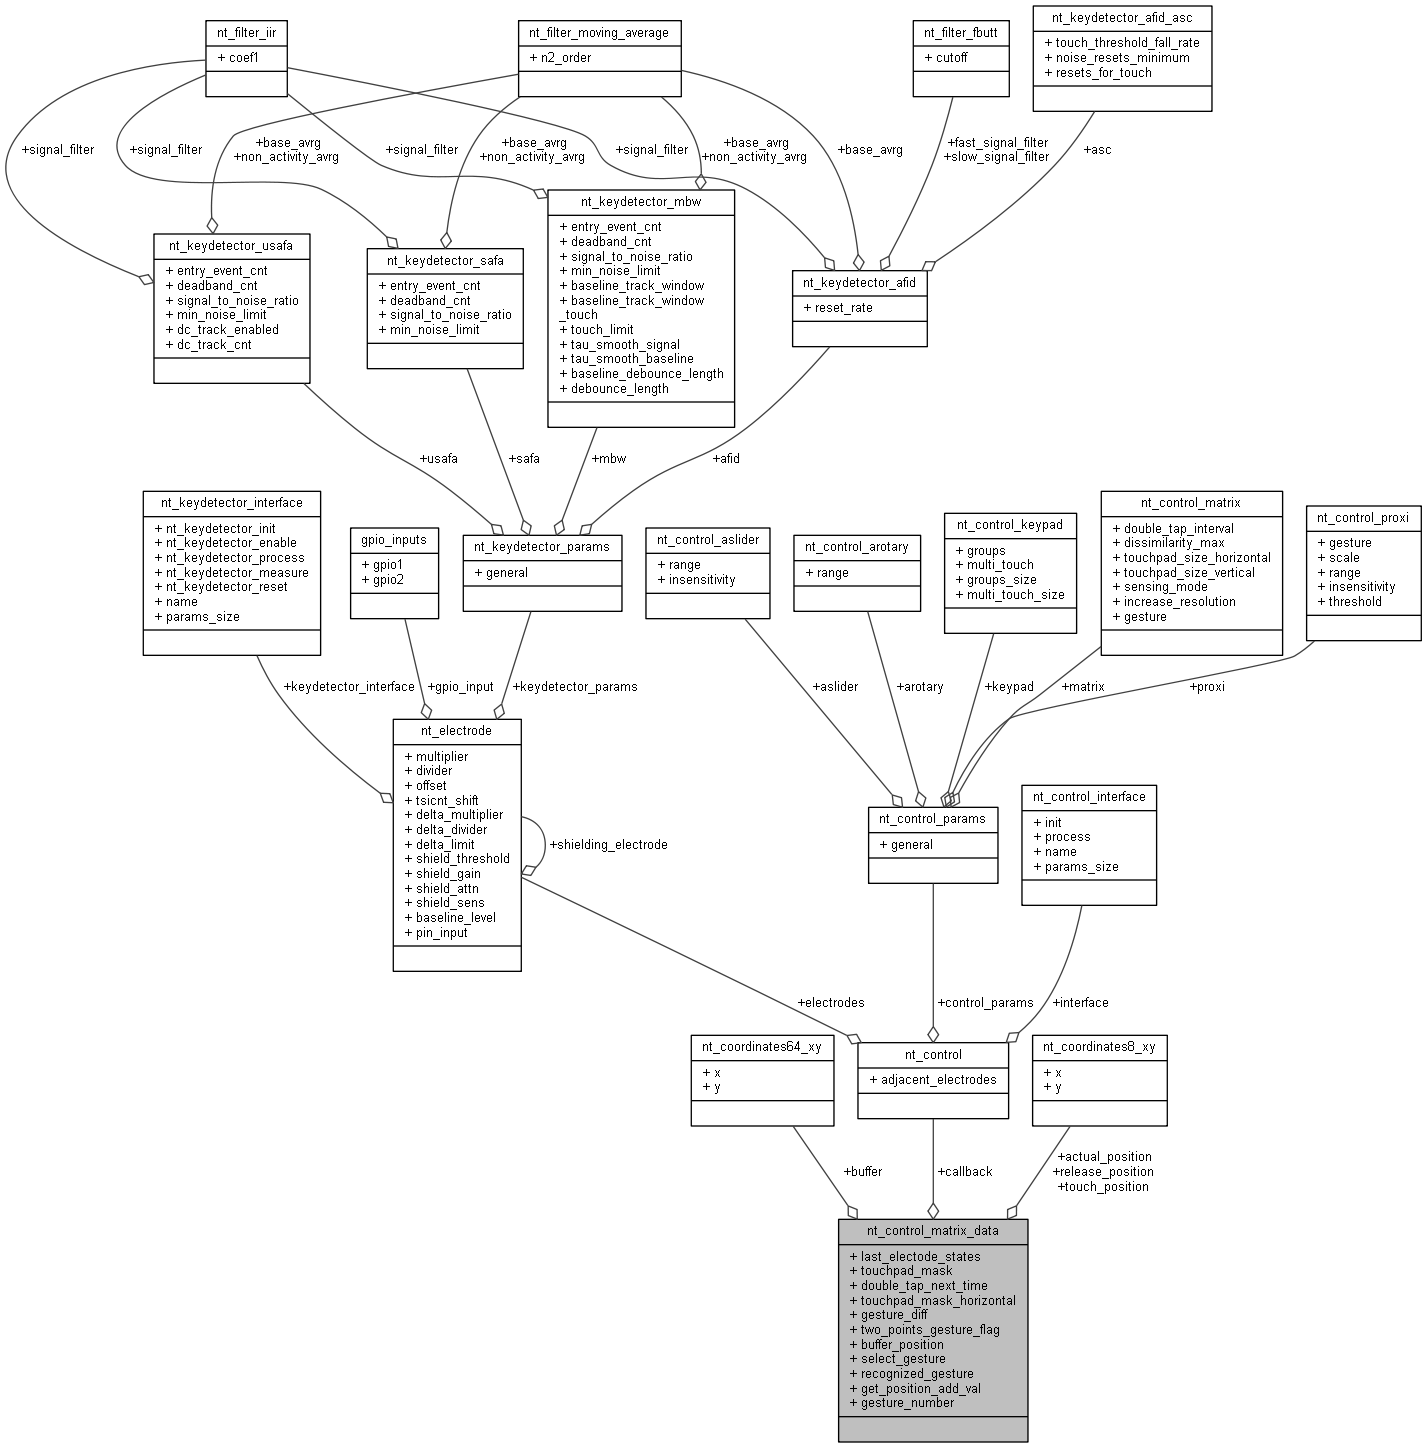 nt_filter_iir
+ coef1
nt_filter_moving_average
+ n2_order
nt_filter_fbutt
+ cutoff
nt_keydetector_afid_asc
+ touch_threshold_fall_rate
+ noise_resets_minimum
+ resets_for_touch
+signal_filter
+signal_filter
+base_avrg
+non_activity_avrg
+signal_filter
+base_avrg
+non_activity_avrg
+signal_filter
+base_avrg
+non_activity_avrg
+base_avrg
+fast_signal_filter
+slow_signal_filter
+asc
nt_keydetector_usafa
+ entry_event_cnt
+ deadband_cnt
+ signal_to_noise_ratio
+ min_noise_limit
+ dc_track_enabled
+ dc_track_cnt
nt_keydetector_safa
+ entry_event_cnt
+ deadband_cnt
+ signal_to_noise_ratio
+ min_noise_limit
nt_keydetector_mbw
+ entry_event_cnt
+ deadband_cnt
+ signal_to_noise_ratio
+ min_noise_limit
+ baseline_track_window
+ baseline_track_window
_touch
+ touch_limit
+ tau_smooth_signal
+ tau_smooth_baseline
+ baseline_debounce_length
+ debounce_length
nt_keydetector_afid
+ reset_rate
+usafa
+safa
+mbw
+afid
nt_keydetector_interface
+ nt_keydetector_init
+ nt_keydetector_enable
+ nt_keydetector_process
+ nt_keydetector_measure
+ nt_keydetector_reset
+ name
+ params_size
gpio_inputs
+ gpio1
+ gpio2
nt_keydetector_params
+ general
nt_control_aslider
+ range
+ insensitivity
nt_control_arotary
+ range
nt_control_keypad
+ groups
+ multi_touch
+ groups_size
+ multi_touch_size
nt_control_matrix
+ double_tap_interval
+ dissimilarity_max
+ touchpad_size_horizontal
+ touchpad_size_vertical
+ sensing_mode
+ increase_resolution
+ gesture
nt_control_proxi
+ gesture
+ scale
+ range
+ insensitivity
+ threshold
+keydetector_interface
+gpio_input
+keydetector_params
+aslider
+arotary
+keypad
+matrix
+proxi
nt_electrode
+ multiplier
+ divider
+ offset
+ tsicnt_shift
+ delta_multiplier
+ delta_divider
+ delta_limit
+ shield_threshold
+ shield_gain
+ shield_attn
+ shield_sens
+ baseline_level
+ pin_input
+shielding_electrode
nt_control_params
+ general
nt_control_interface
+ init
+ process
+ name
+ params_size
+electrodes
+control_params
+interface
nt_coordinates64_xy
+ x
+ y
nt_control
+ adjacent_electrodes
nt_coordinates8_xy
+ x
+ y
+buffer
+callback
+actual_position
+release_position
+touch_position
nt_control_matrix_data
+ last_electode_states
+ touchpad_mask
+ double_tap_next_time
+ touchpad_mask_horizontal
+ gesture_diff
+ two_points_gesture_flag
+ buffer_position
+ select_gesture
+ recognized_gesture
+ get_position_add_val
+ gesture_number